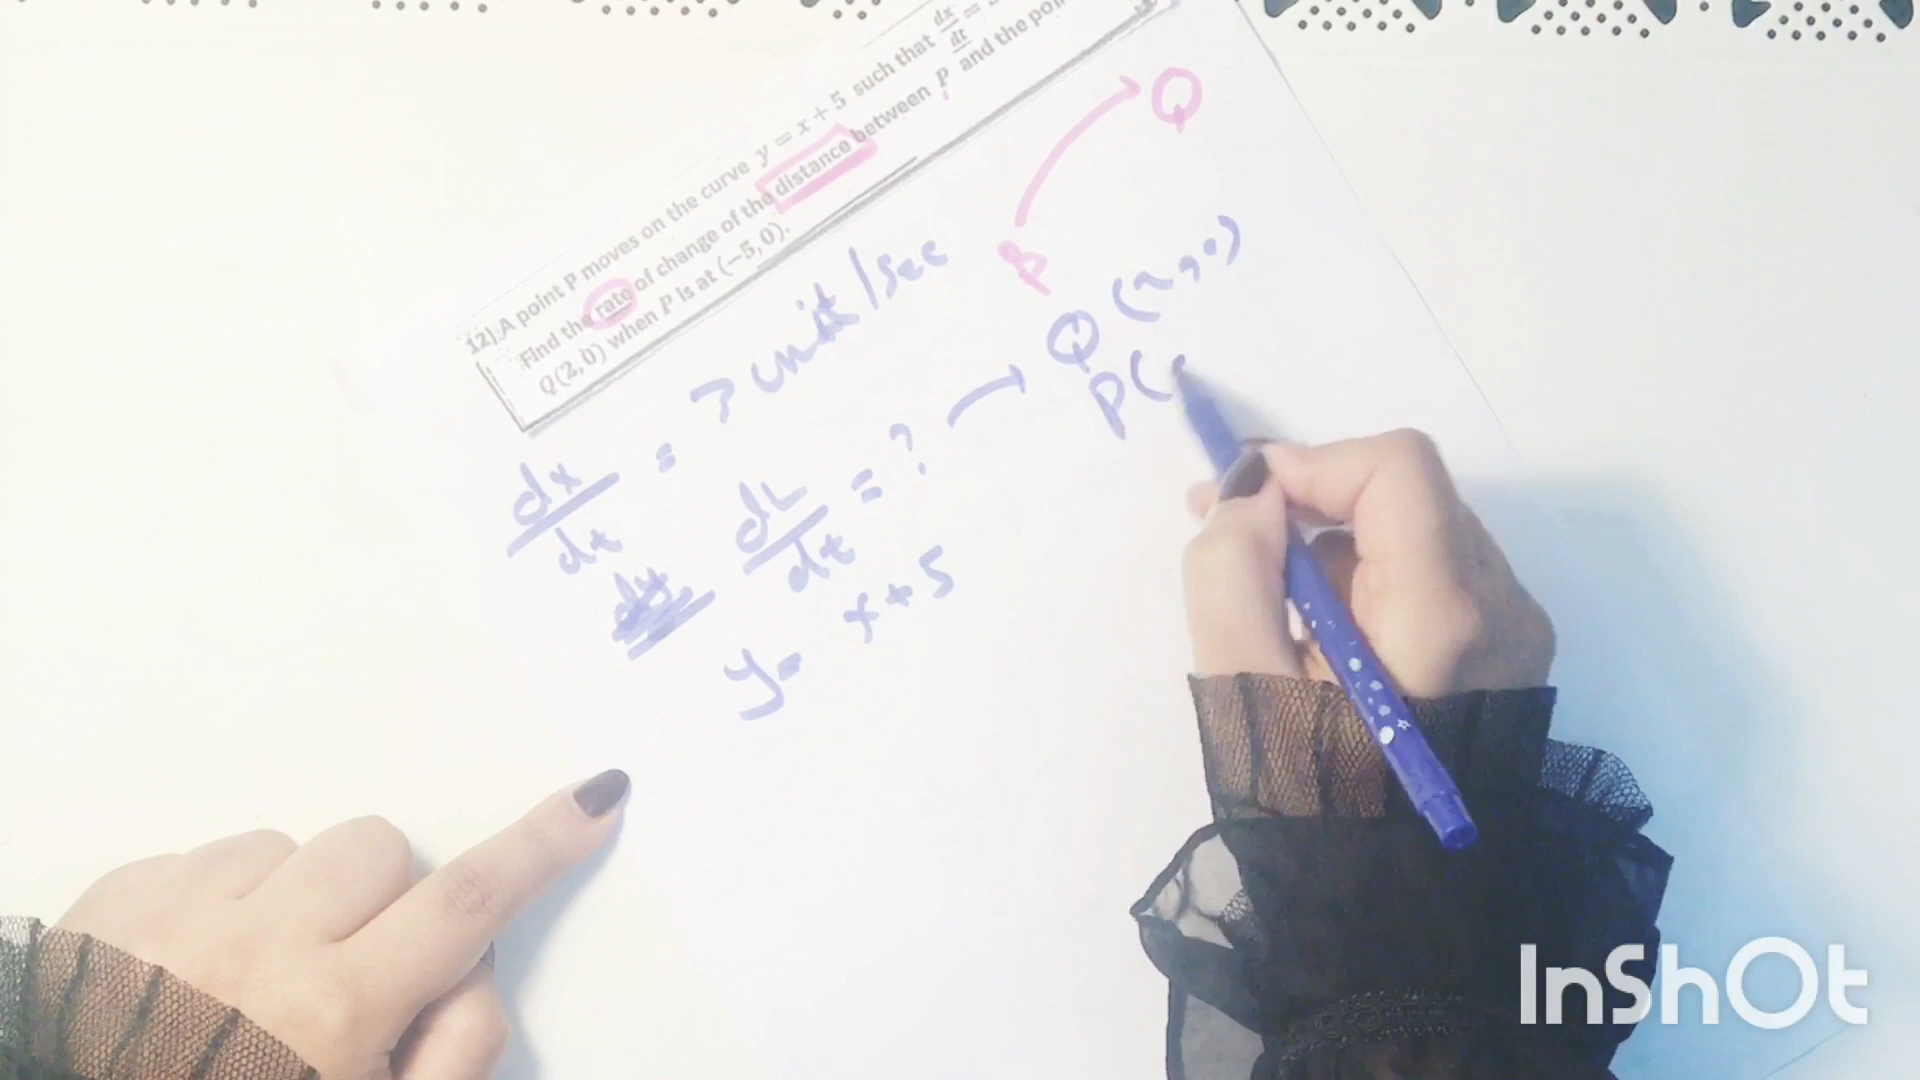 12).A point P moves on the curve y = x + 5 such that dx/dt =
Find the rate of change of the distance between P and the
Q(2, 0) when P is at (−5, 0).
Q
P
dx/dt = 7 unit/sec
dL/dt = ?
Q (2,0)
P(
y = x+5
InShOt